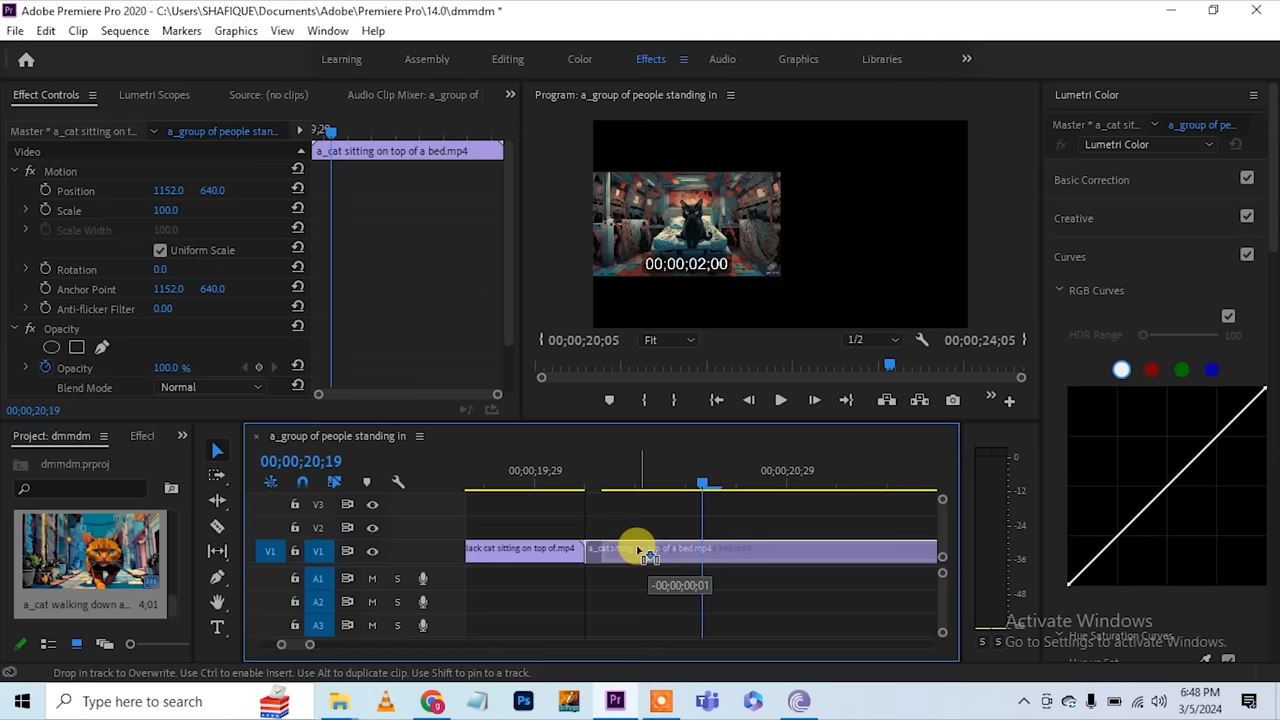 Adobe Premiere Pro 2020 - C:\Users\SHAFIQUE\Documents\Adobe\Premiere Pro\14.0\dmmdm *
File Edit Clip Sequence Markers Graphics View Window Help
Learning Assembly Editing Color Effects Audio Graphics Libraries
Effect Controls Lumetri Scopes Source: (no clips) Audio Clip Mixer: a_group of
Master * a_cat sitting on t... a_group of people stan...
a_cat sitting on top of a bed.mp4
Video
fx Motion
Position 1152.0 640.0
Scale 100.0
Scale Width 100.0
Uniform Scale
Rotation 0.0
Anchor Point 1152.0 640.0
Anti-flicker Filter 0.00
fx Opacity
Opacity 100.0 %
Blend Mode Normal
00;00;20;19
Program: a_group of people standing in
00;00;02;00
00;00;20;05 Fit 1/2 00;00;24;05
Lumetri Color
Master * a_cat sit... a_group of pe...
fx Lumetri Color
Basic Correction
Creative
Curves
RGB Curves
HDR Range 100
Hue Saturation Curves
Project: dmmdm Effect
dmmdm.prproj
a_cat walking down a... 4;01
a_group of people standing in
00;00;20;19
00;00;19;29 00;00;20;29
V3
V2
V1 V1
lack cat sitting on top of.mp4
A1 M S
A2 M S
A3 M S
-00;00;00;01
0
-12
-24
-36
-48
S S
Activate Windows
Go to Settings to activate Windows.
Drop in track to Overwrite. Use Ctrl to enable Insert. Use Alt to duplicate clip. Use Shift to pin to trim.
Type here to search
6:48 PM
3/5/2024